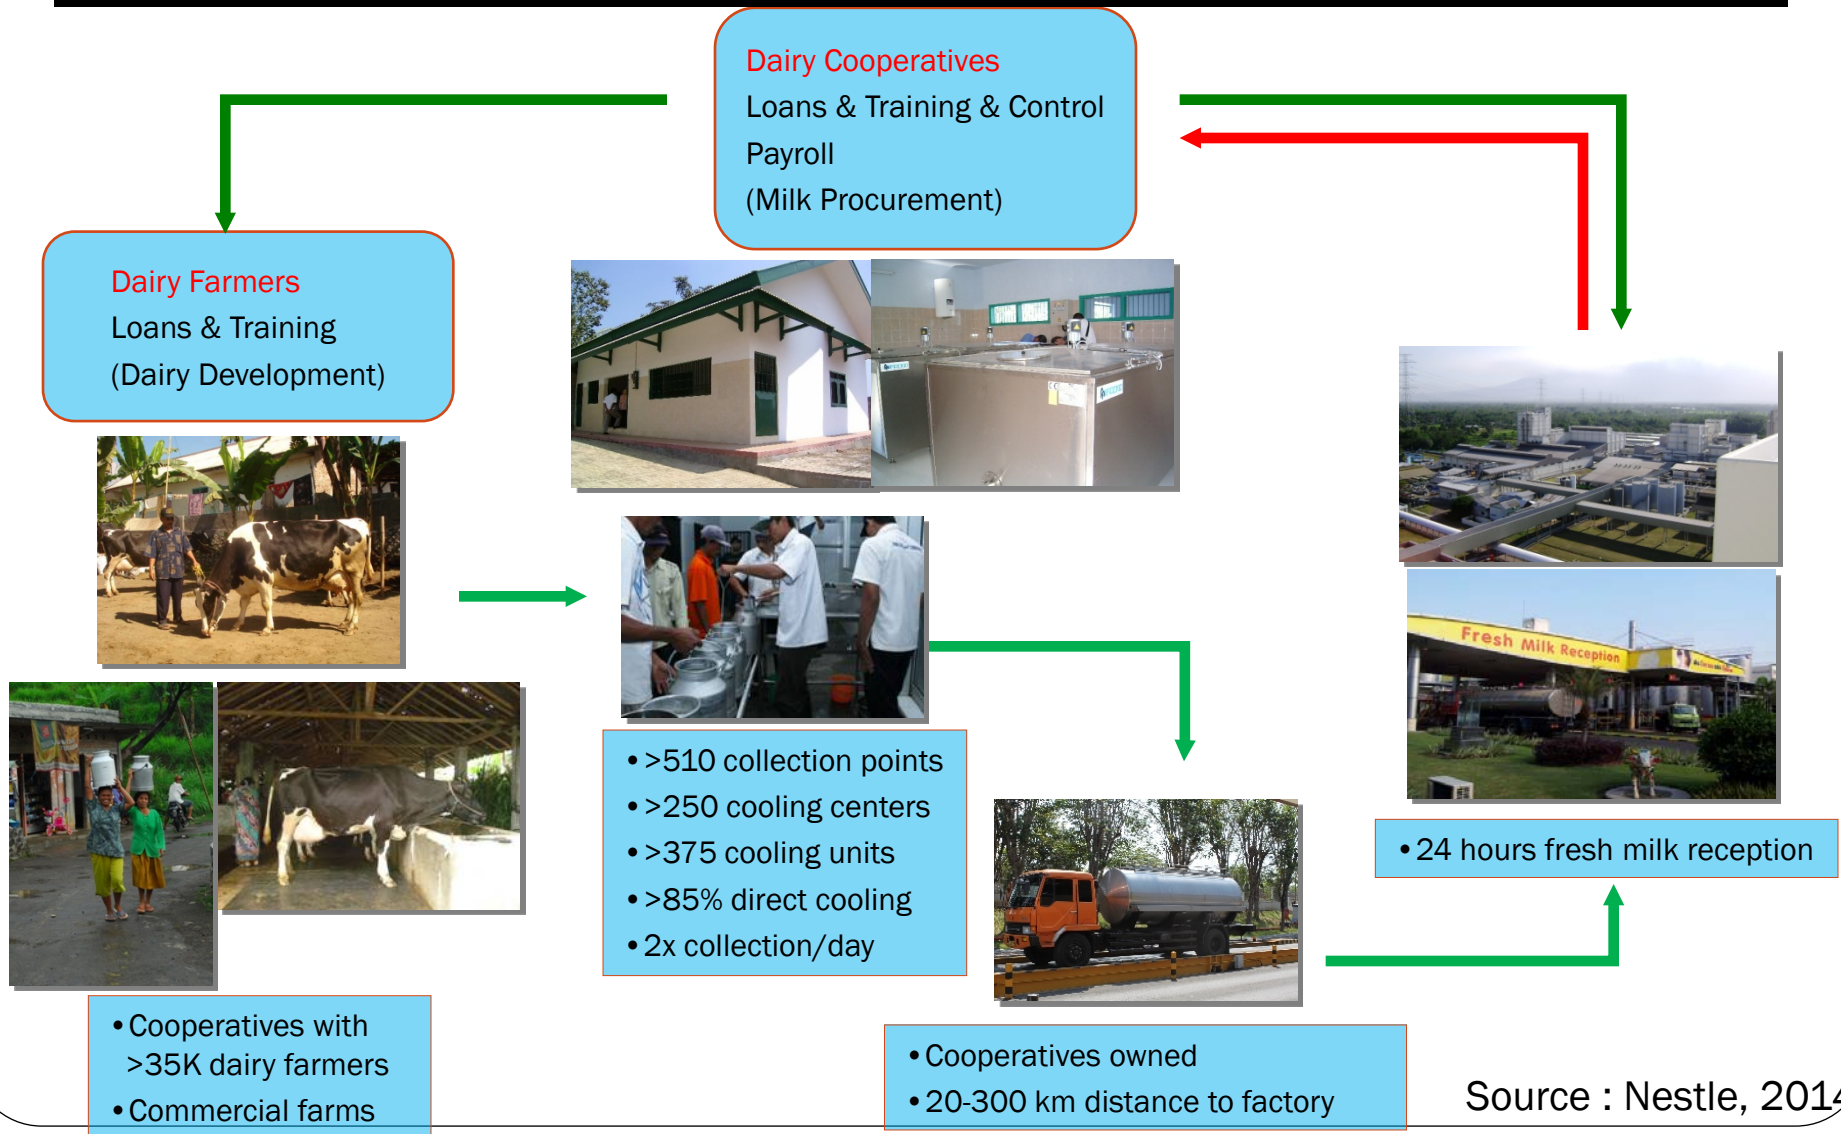 Dairy Cooperatives
Loans & Training & Control
Payroll
(Milk Procurement)
Dairy Farmers
Loans & Training
(Dairy Development)
Fresh Milk Reception
•>510 collection points
•>250 cooling centers
•>375 cooling units
•>85% direct cooling
•2x collection/day
•24 hours fresh milk reception
•Cooperatives with
>35K dairy farmers
•Commercial farms
•Cooperatives owned
•20-300 km distance to factory
Source : Nestle, 2014